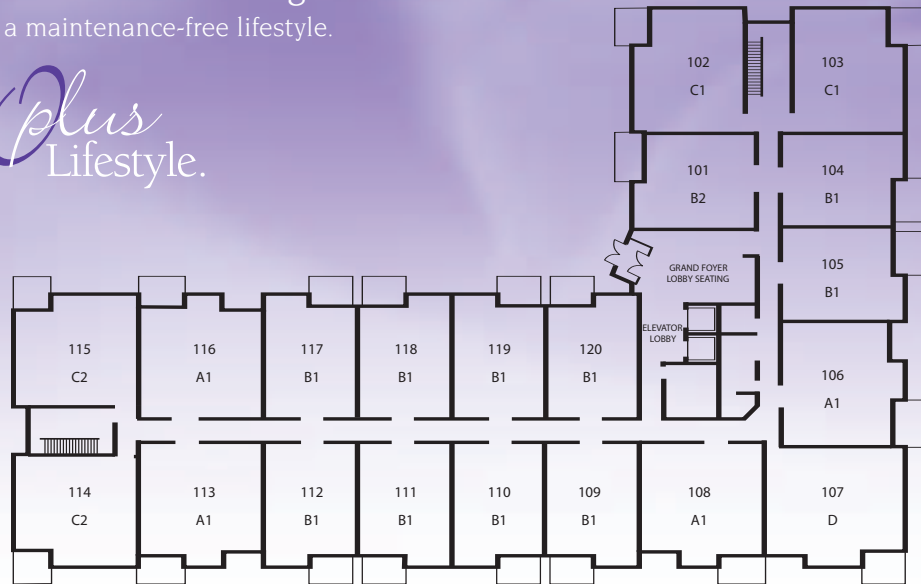 a maintenance-free lifestyle.
plus
Lifestyle.
102
C1
103
C1
101
B2
104
B1
GRAND FOYER
LOBBY SEATING
105
B1
ELEVATOR
LOBBY
115
C2
116
A1
117
B1
118
B1
119
B1
120
B1
106
A1
114
C2
113
A1
112
B1
111
B1
110
B1
109
B1
108
A1
107
D